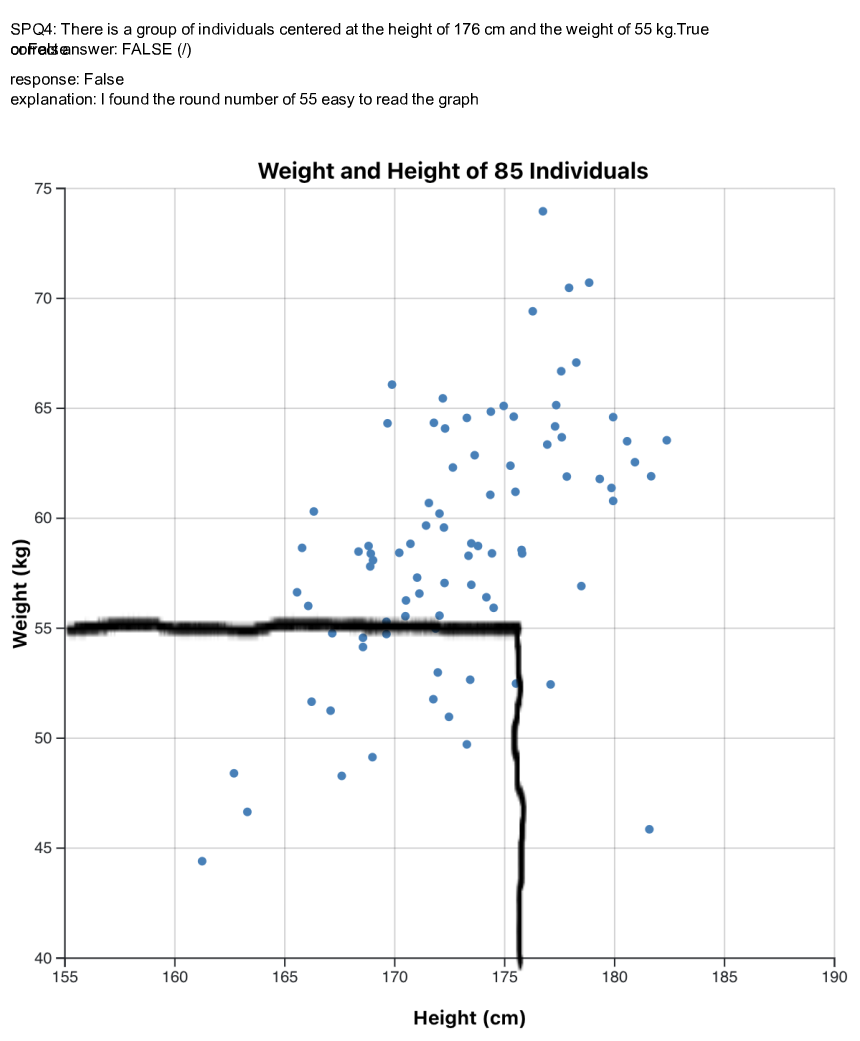 SPQ4: There is a group of individuals centered at the height of 176 cm and the weight of 55 kg.True
or False
correct answer: FALSE (/)
response: False
explanation: I found the round number of 55 easy to read the graph
Weight and Height of 85 Individuals
75
70
65
60
55
50
45
40
Weight (kg)
155 160 165 170 175 180 185 190
Height (cm)